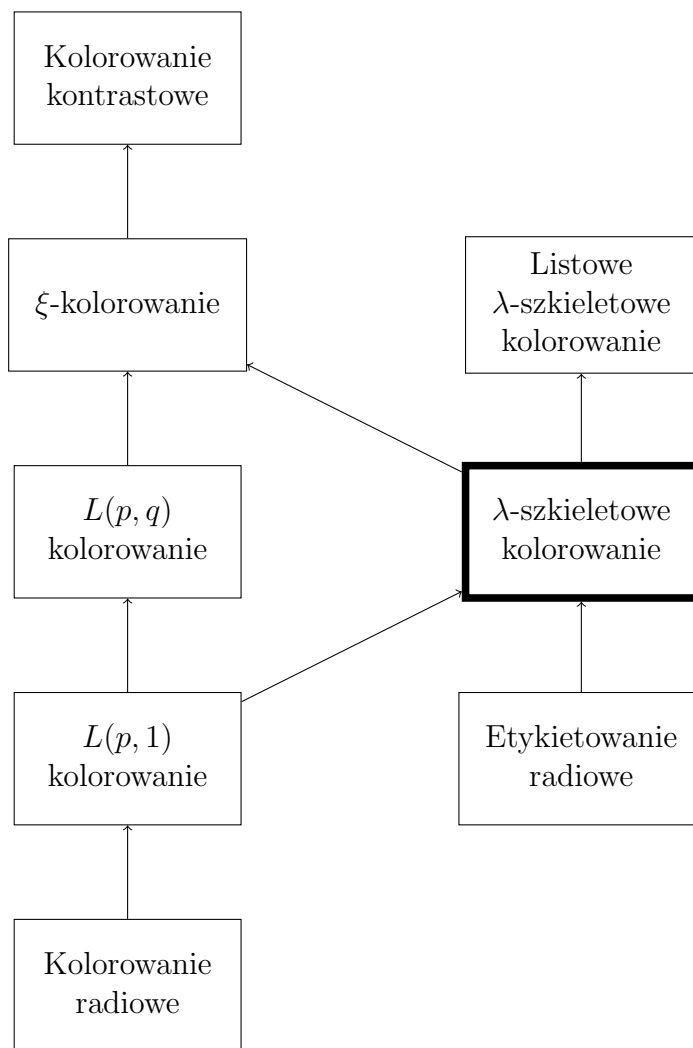 Kolorowanie
kontrastowe
ξ-kolorowanie
Listowe
λ-szkieletowe
kolorowanie
L(p, q)
kolorowanie
λ-szkieletowe
kolorowanie
L(p, 1)
kolorowanie
Etykietowanie
radiowe
Kolorowanie
radiowe